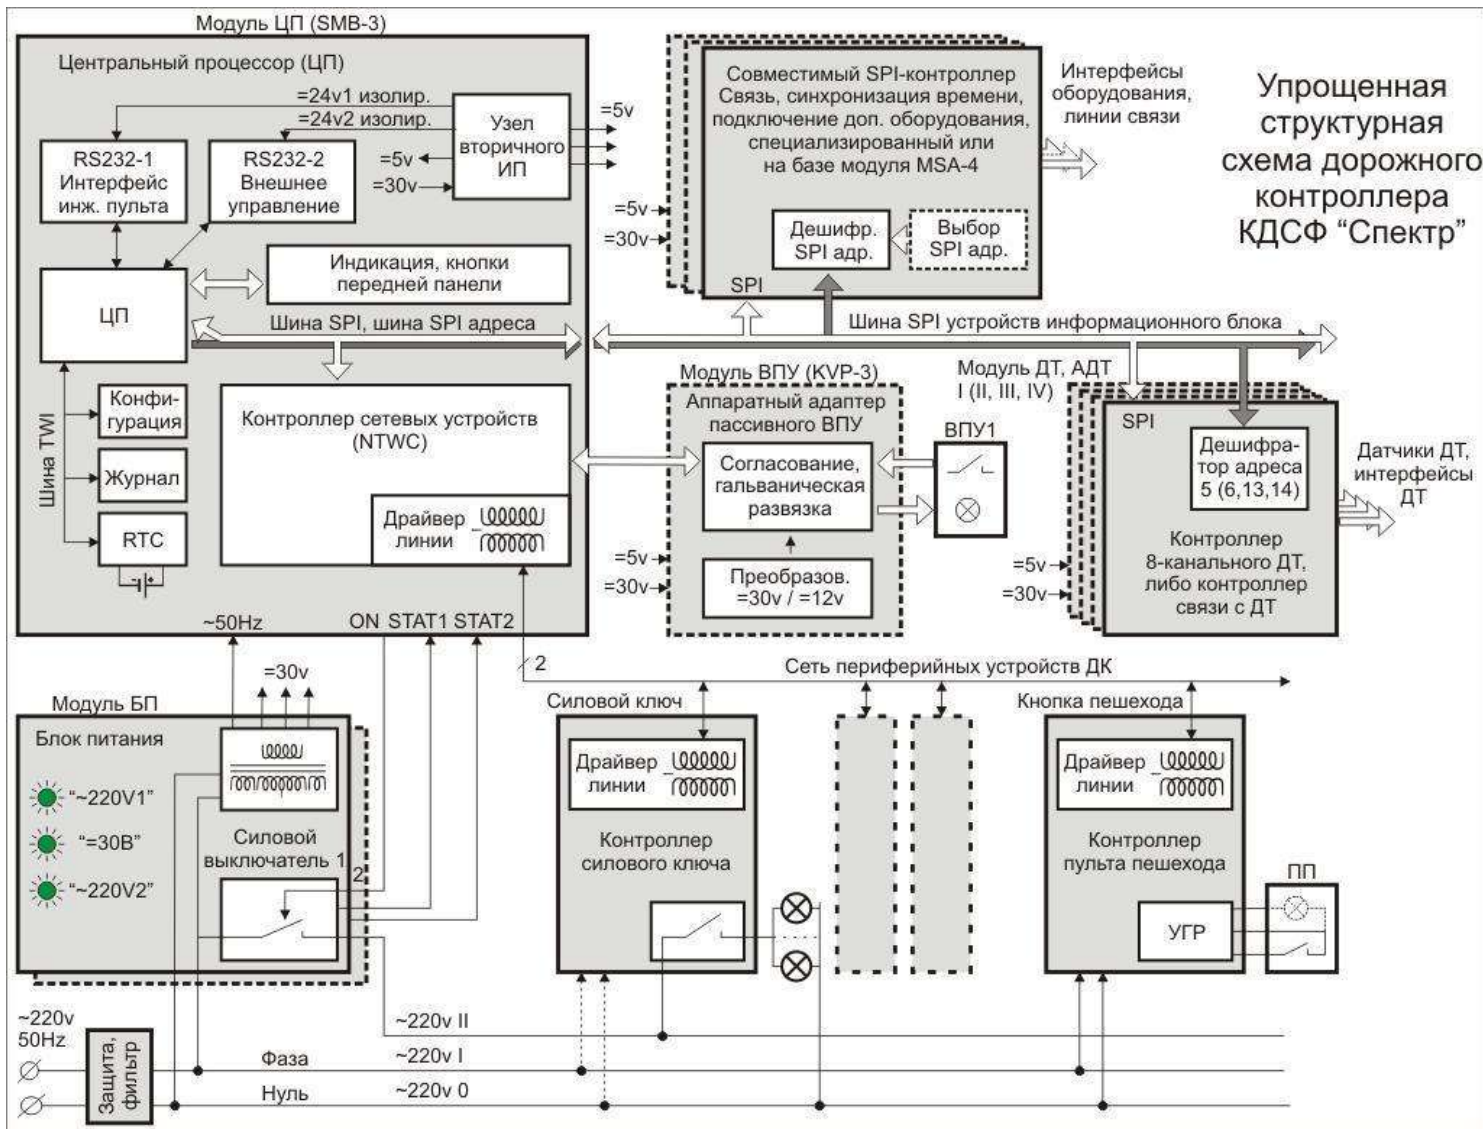 Модуль ЦП (SMB-3)
Центральный процессор (ЦП)
=24v1 изолир.
=24v2 изолир.
=5v
=30v
Узел
вторичного
ИП
=5v
RS232-1
Интерфейс
инж. пульта
RS232-2
Внешнее
управление
ЦП
Индикация, кнопки
передней панели
Шина SPI, шина SPI адреса
Шина TWI
Конфи-
гурация
Журнал
RTC
Контроллер сетевых устройств
(NTWC)
Драйвер
линии
~50Hz
ON STAT1 STAT2
Совместимый SPI-контроллер
Связь, синхронизация времени,
подключение доп. оборудования,
специализированный или
на базе модуля MSA-4
=5v
=30v
Дешифр.
SPI адр.
Выбор
SPI адр.
SPI
Интерфейсы
оборудования,
линии связи
Упрощенная
структурная
схема дорожного
контроллера
КДСФ “Спектр”
Шина SPI устройств информационного блока
Модуль ВПУ (KVP-3)
Аппаратный адаптер
пассивного ВПУ
Согласование,
гальваническая
развязка
Преобразов.
=30v / =12v
=5v
=30v
ВПУ1
Модуль ДТ, АДТ
I (II, III, IV)
SPI
Дешифра-
тор адреса
5 (6,13,14)
Контроллер
8-канального ДТ,
либо контроллер
связи с ДТ
=5v
=30v
Датчики ДТ,
интерфейсы
ДТ
2
Сеть периферийных устройств ДК
Модуль БП
=30v
Блок питания
“~220V1”
“=30В”
“~220V2”
Силовой
выключатель 1
2
Силовой ключ
Драйвер
линии
Контроллер
силового ключа
Кнопка пешехода
Драйвер
линии
Контроллер
пульта пешехода
УГР
ПП
~220v
50Hz
Защита,
фильтр
~220v II
Фаза
~220v I
Нуль
~220v 0